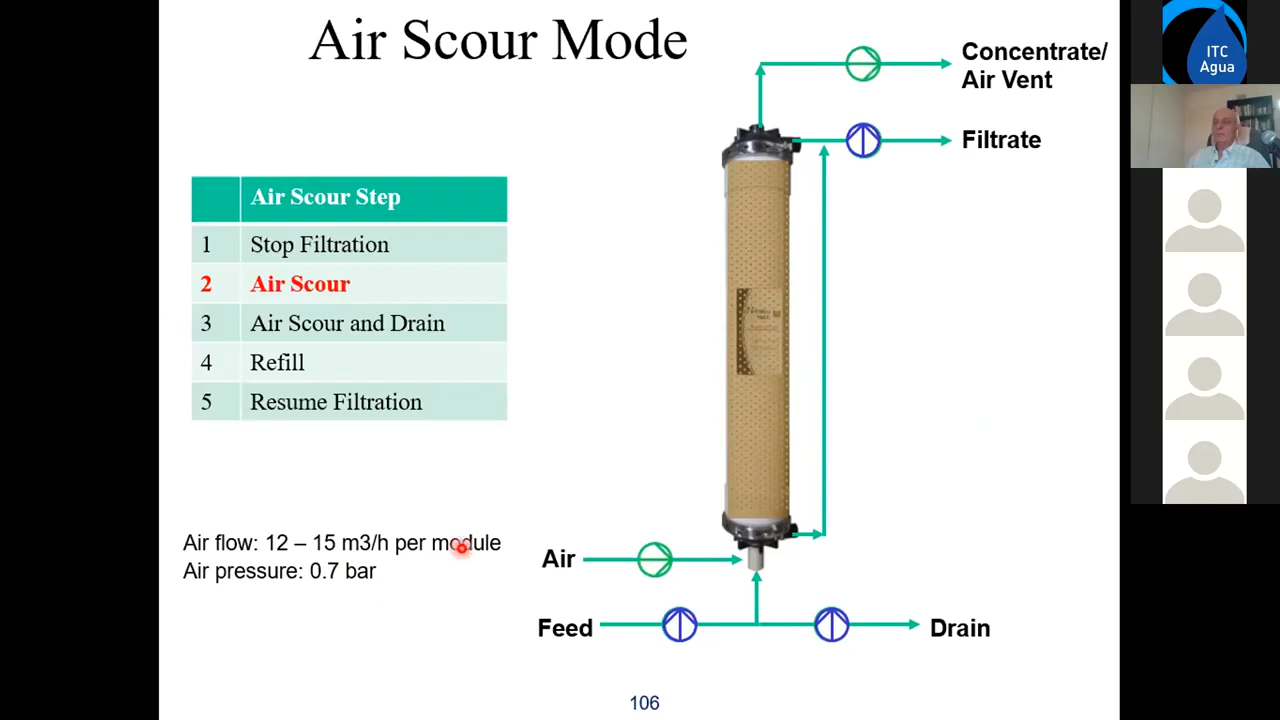 Air Scour Mode
Concentrate/
Air Vent
Filtrate
Air Scour Step
1 Stop Filtration
2 Air Scour
3 Air Scour and Drain
4 Refill
5 Resume Filtration
Air flow: 12 – 15 m3/h per module
Air pressure: 0.7 bar
Air
Feed
Drain
106
ITC
Agua